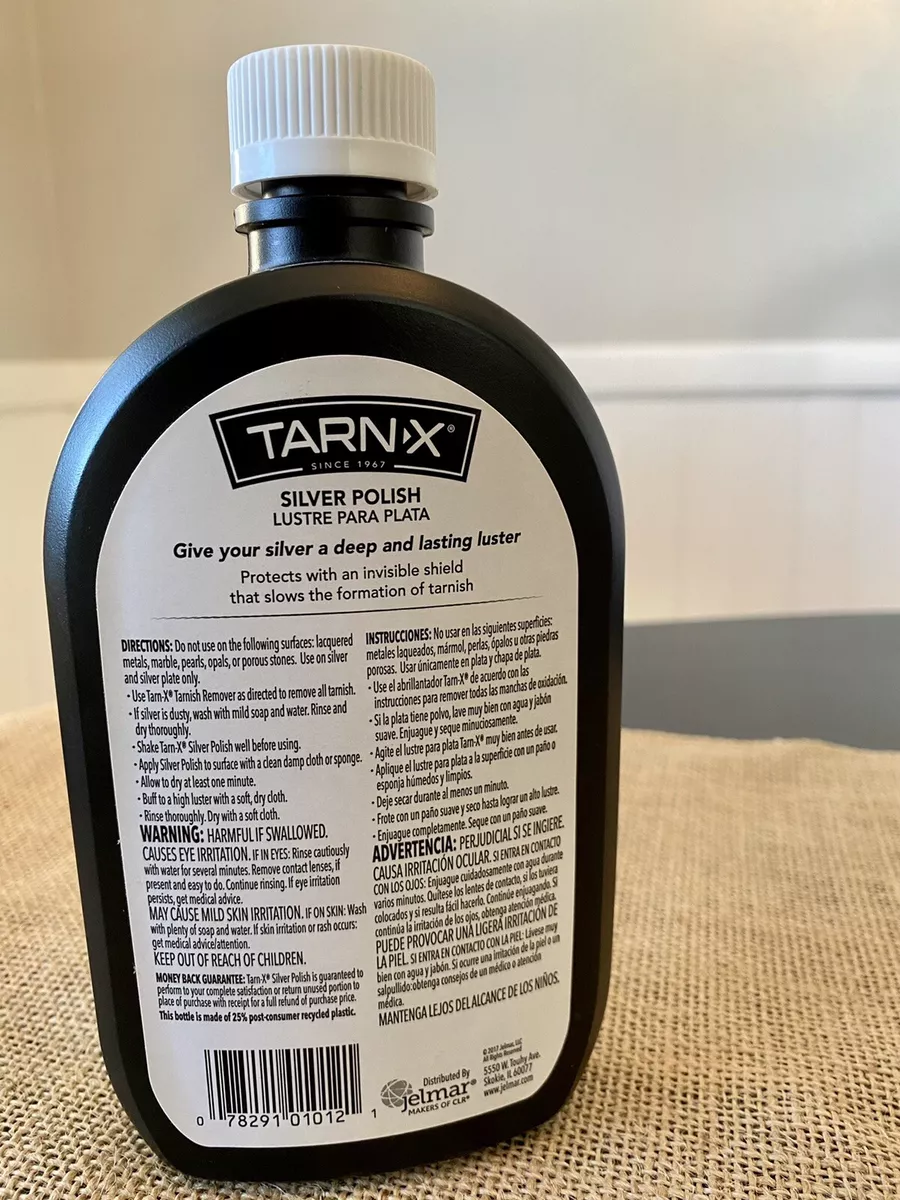 TARN-X®
SINCE 1967
SILVER POLISH
LUSTRE PARA PLATA
Give your silver a deep and lasting luster
Protects with an invisible shield
that slows the formation of tarnish
DIRECTIONS: Do not use on the following surfaces: lacquered
metals, marble, pearls, opals, or porous stones. Use on silver
and silver plate only.
• Use Tarn-X® Tarnish Remover as directed to remove all tarnish.
• If silver is dusty, wash with mild soap and water. Rinse and
dry thoroughly.
• Shake Tarn-X® Silver Polish well before using.
• Apply Silver Polish to surface with a clean damp cloth or sponge.
• Allow to dry at least one minute.
• Buff to a high luster with a soft, dry cloth.
• Rinse thoroughly. Dry with a soft cloth.
WARNING: HARMFUL IF SWALLOWED.
CAUSES EYE IRRITATION. IF IN EYES: Rinse cautiously
with water for several minutes. Remove contact lenses, if
present and easy to do. Continue rinsing. If eye irritation
persists, get medical advice.
MAY CAUSE MILD SKIN IRRITATION. IF ON SKIN: Wash
with plenty of soap and water. If skin irritation or rash occurs:
get medical advice/attention.
KEEP OUT OF REACH OF CHILDREN.
MONEY BACK GUARANTEE: Tarn-X® Silver Polish is guaranteed to
perform to your complete satisfaction or return unused portion to
place of purchase with receipt for a full refund of purchase price.
This bottle is made of 25% post-consumer recycled plastic.
INSTRUCCIONES: No usar en las siguientes superficies:
metales laqueados, mármol, perlas, ópalos u otras piedras
porosas. Usar únicamente en plata y chapa de plata.
• Use el abrillantador Tarn-X® de acuerdo con las
instrucciones para remover todas las manchas de oxidación.
• Si la plata tiene polvo, lave muy bien con agua y jabón
suave. Enjuague y seque minuciosamente.
• Agite el lustre para plata Tarn-X® muy bien antes de usar.
• Aplique el lustre para plata a la superficie con un paño o
esponja húmedos y limpios.
• Deje secar durante al menos un minuto.
• Frote con un paño suave y seco hasta lograr un alto lustre.
• Enjuague completamente. Seque con un paño suave.
ADVERTENCIA: PERJUDICIAL SI SE INGIERE.
CAUSA IRRITACIÓN OCULAR. SI ENTRA EN CONTACTO
CON LOS OJOS: Enjuague cuidadosamente con agua durante
varios minutos. Quítese los lentes de contacto, si los tuviera
colocados y si resulta fácil hacerlo. Continúe enjuagando. Si
continúa la irritación de los ojos, obtenga atención médica.
PUEDE PROVOCAR UNA LIGERA IRRITACIÓN DE
LA PIEL. SI ENTRA EN CONTACTO CON LA PIEL: Lávese muy
bien con agua y jabón. Si ocurre una irritación de la piel o un
salpullido:obtenga consejos de un médico o atención
médica.
MANTENGA LEJOS DEL ALCANCE DE LOS NIÑOS.
0 78291 01012 1
Distributed By
jelmar®
MAKERS OF CLR®
© 2017 Jelmar, LLC
All Rights Reserved
5550 W. Touhy Ave.
Skokie, IL 60077
www.jelmar.com